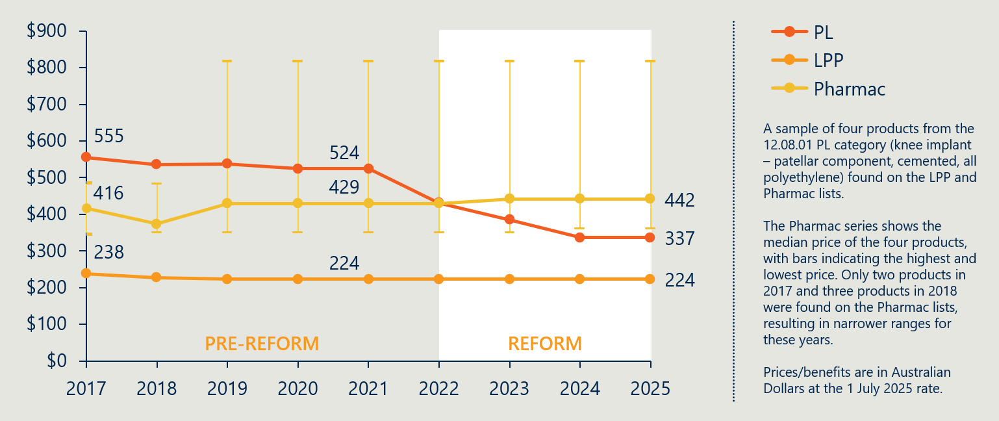 $900
$800
$700
$600
$500
$400
$300
$200
$100
$0
555
416
238
524
429
224
442
337
224
PRE-REFORM
REFORM
2017 2018 2019 2020 2021 2022 2023 2024 2025
PL
LPP
Pharmac
A sample of four products from the
12.08.01 PL category (knee implant
– patellar component, cemented, all
polyethylene) found on the LPP and
Pharmac lists.
The Pharmac series shows the
median price of the four products,
with bars indicating the highest and
lowest price. Only two products in
2017 and three products in 2018
were found on the Pharmac lists,
resulting in narrower ranges for
these years.
Prices/benefits are in Australian
Dollars at the 1 July 2025 rate.